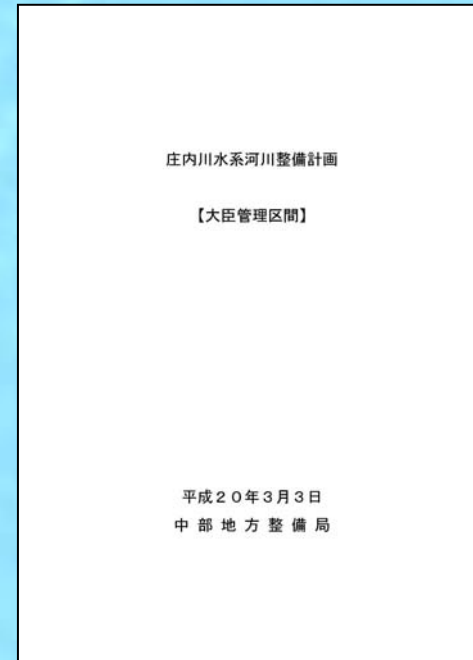 庄内川水系河川整備計画
【大臣管理区間】
平成２０年３月３日
中 部 地 方 整 備 局